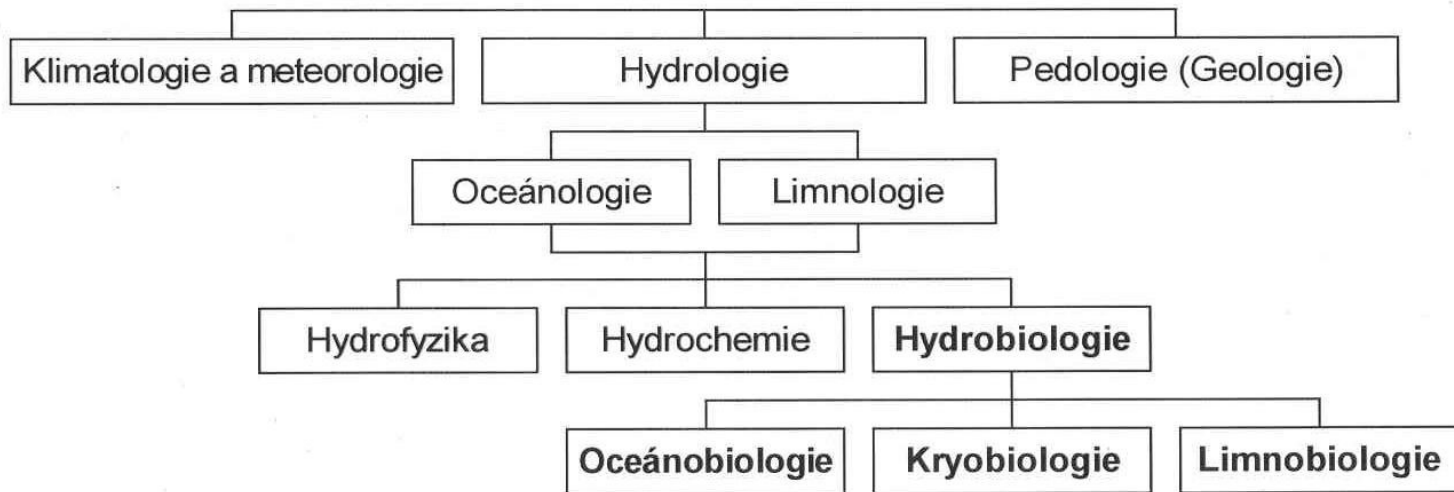 Klimatologie a meteorologie
Hydrologie
Pedologie (Geologie)
Oceánologie
Limnologie
Hydrofyzika
Hydrochemie
Hydrobiologie
Oceánobiologie
Kryobiologie
Limnobiologie